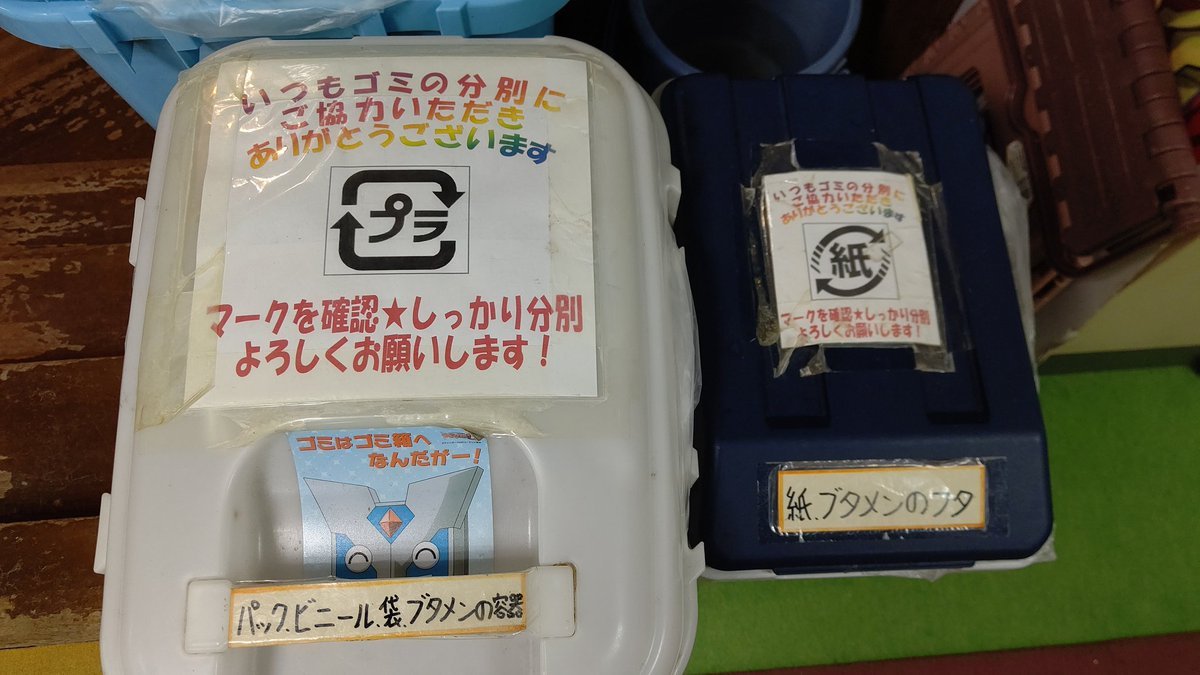 いつもゴミの分別に
ご協力いただき
ありがとうございます
プラ
マークを確認★しっかり分別
よろしくお願いします!
ゴミはゴミ箱へ
なんだがー!
パック、ビニール、袋、ブタメンの容器
いつもゴミの分別に
ご協力いただき
ありがとうございます
紙
マークを確認★しっかり分別
よろしくお願いします!
紙、ブタメンのフタ